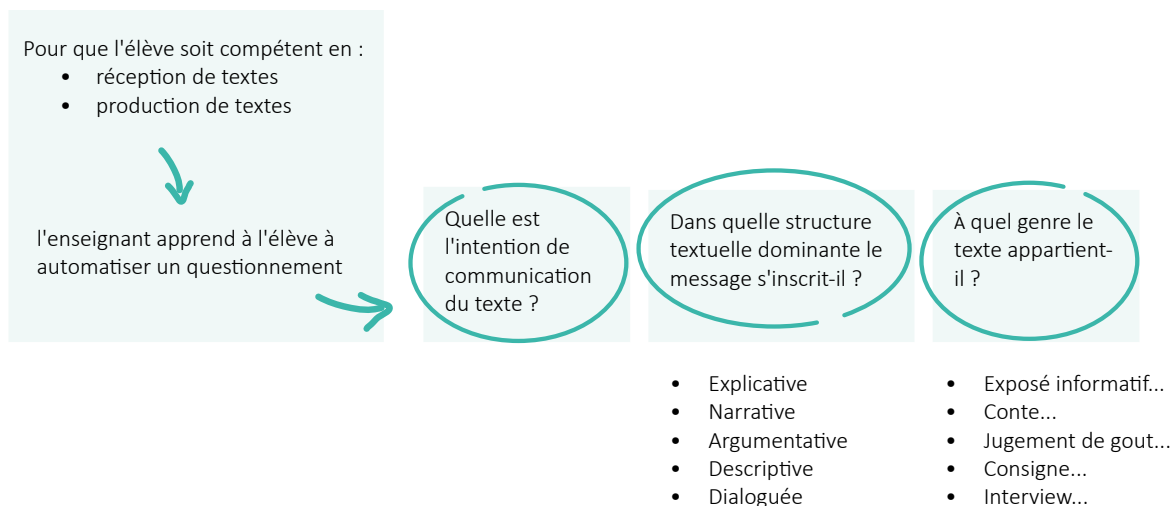 Pour que l'élève soit compétent en :
• réception de textes
• production de textes
l'enseignant apprend à l'élève à
automatiser un questionnement
Quelle est
l'intention de
communication
du texte ?
Dans quelle structure
textuelle dominante le
message s'inscrit-il ?
À quel genre le
texte appartient-
il ?
• Explicative
• Narrative
• Argumentative
• Descriptive
• Dialoguée
• Exposé informatif...
• Conte...
• Jugement de gout...
• Consigne...
• Interview...